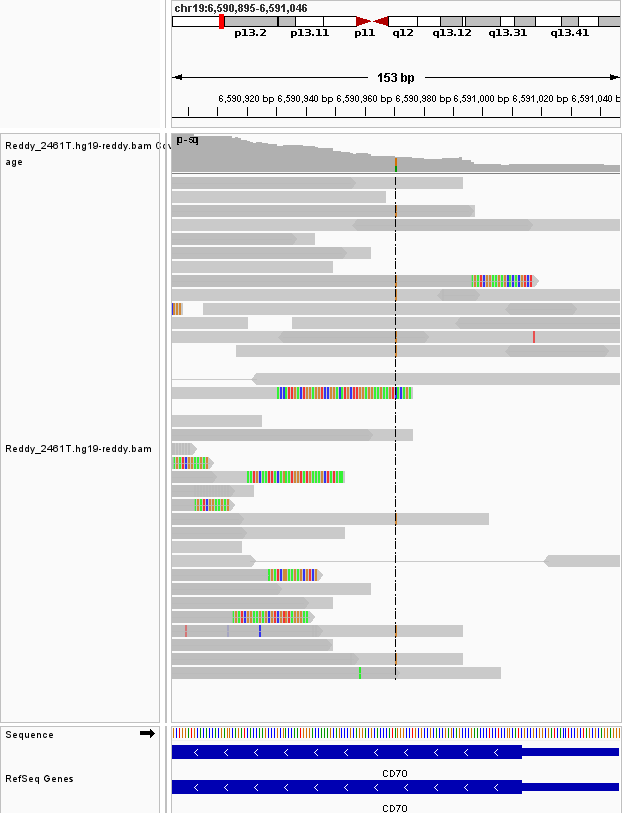 chr19:6,590,895-6,591,046
p13.2 p13.11 p11 q12 q13.12 q13.31 q13.41
153 bp
6,590,920 bp 6,590,940 bp 6,590,960 bp 6,590,980 bp 6,591,000 bp 6,591,020 bp 6,591,040 b
Reddy_2461T.hg19-reddy.bam Cov
age
Reddy_2461T.hg19-reddy.bam
Sequence
CD70
RefSeq Genes
CD70